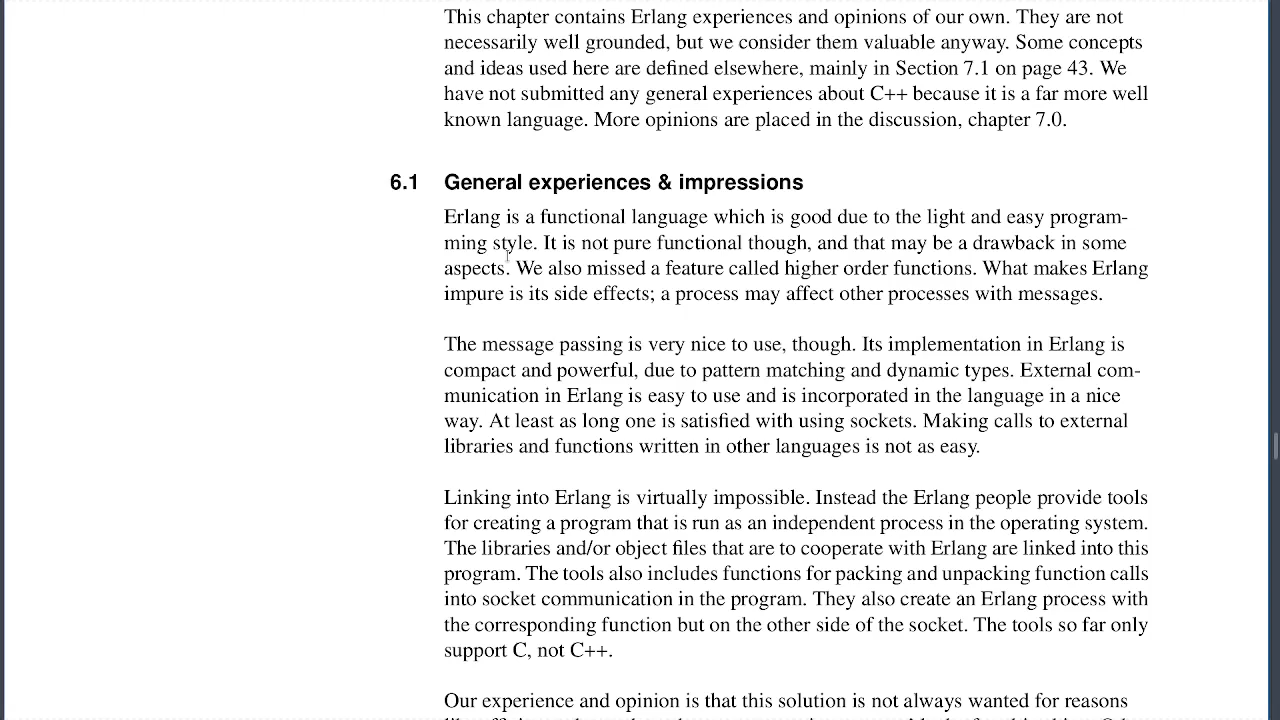 This chapter contains Erlang experiences and opinions of our own. They are not
necessarily well grounded, but we consider them valuable anyway. Some concepts
and ideas used here are defined elsewhere, mainly in Section 7.1 on page 43. We
have not submitted any general experiences about C++ because it is a far more well
known language. More opinions are placed in the discussion, chapter 7.0.
6.1 General experiences & impressions
Erlang is a functional language which is good due to the light and easy program-
ming style. It is not pure functional though, and that may be a drawback in some
aspects. We also missed a feature called higher order functions. What makes Erlang
impure is its side effects; a process may affect other processes with messages.
The message passing is very nice to use, though. Its implementation in Erlang is
compact and powerful, due to pattern matching and dynamic types. External com-
munication in Erlang is easy to use and is incorporated in the language in a nice
way. At least as long one is satisfied with using sockets. Making calls to external
libraries and functions written in other languages is not as easy.
Linking into Erlang is virtually impossible. Instead the Erlang people provide tools
for creating a program that is run as an independent process in the operating system.
The libraries and/or object files that are to cooperate with Erlang are linked into this
program. The tools also includes functions for packing and unpacking function calls
into socket communication in the program. They also create an Erlang process with
the corresponding function but on the other side of the socket. The tools so far only
support C, not C++.
Our experience and opinion is that this solution is not always wanted for reasons